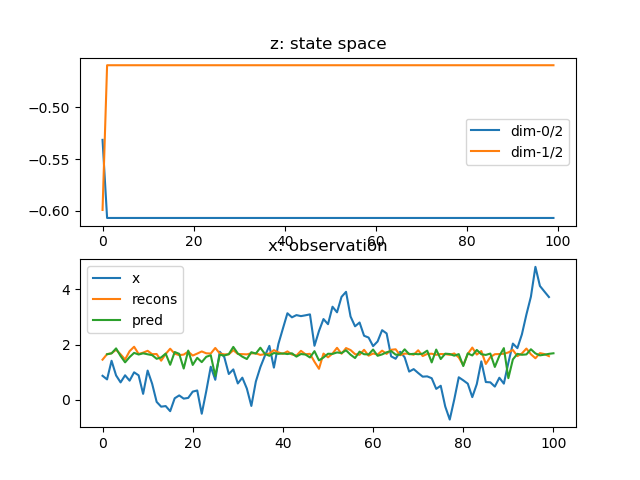 z: state space
−0.50
−0.55
−0.60
dim-0/2
dim-1/2
0 20 40 60 80 100
x: observation
4
2
0
x
recons
pred
0 20 40 60 80 100